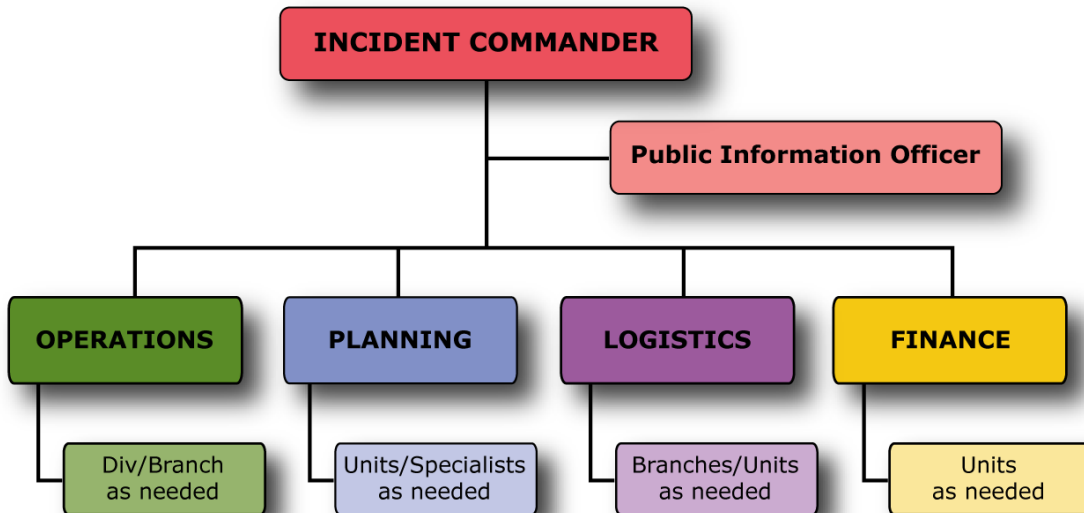 INCIDENT COMMANDER
Public Information Officer
OPERATIONS
PLANNING
LOGISTICS
FINANCE
Div/Branch
as needed
Units/Specialists
as needed
Branches/Units
as needed
Units
as needed